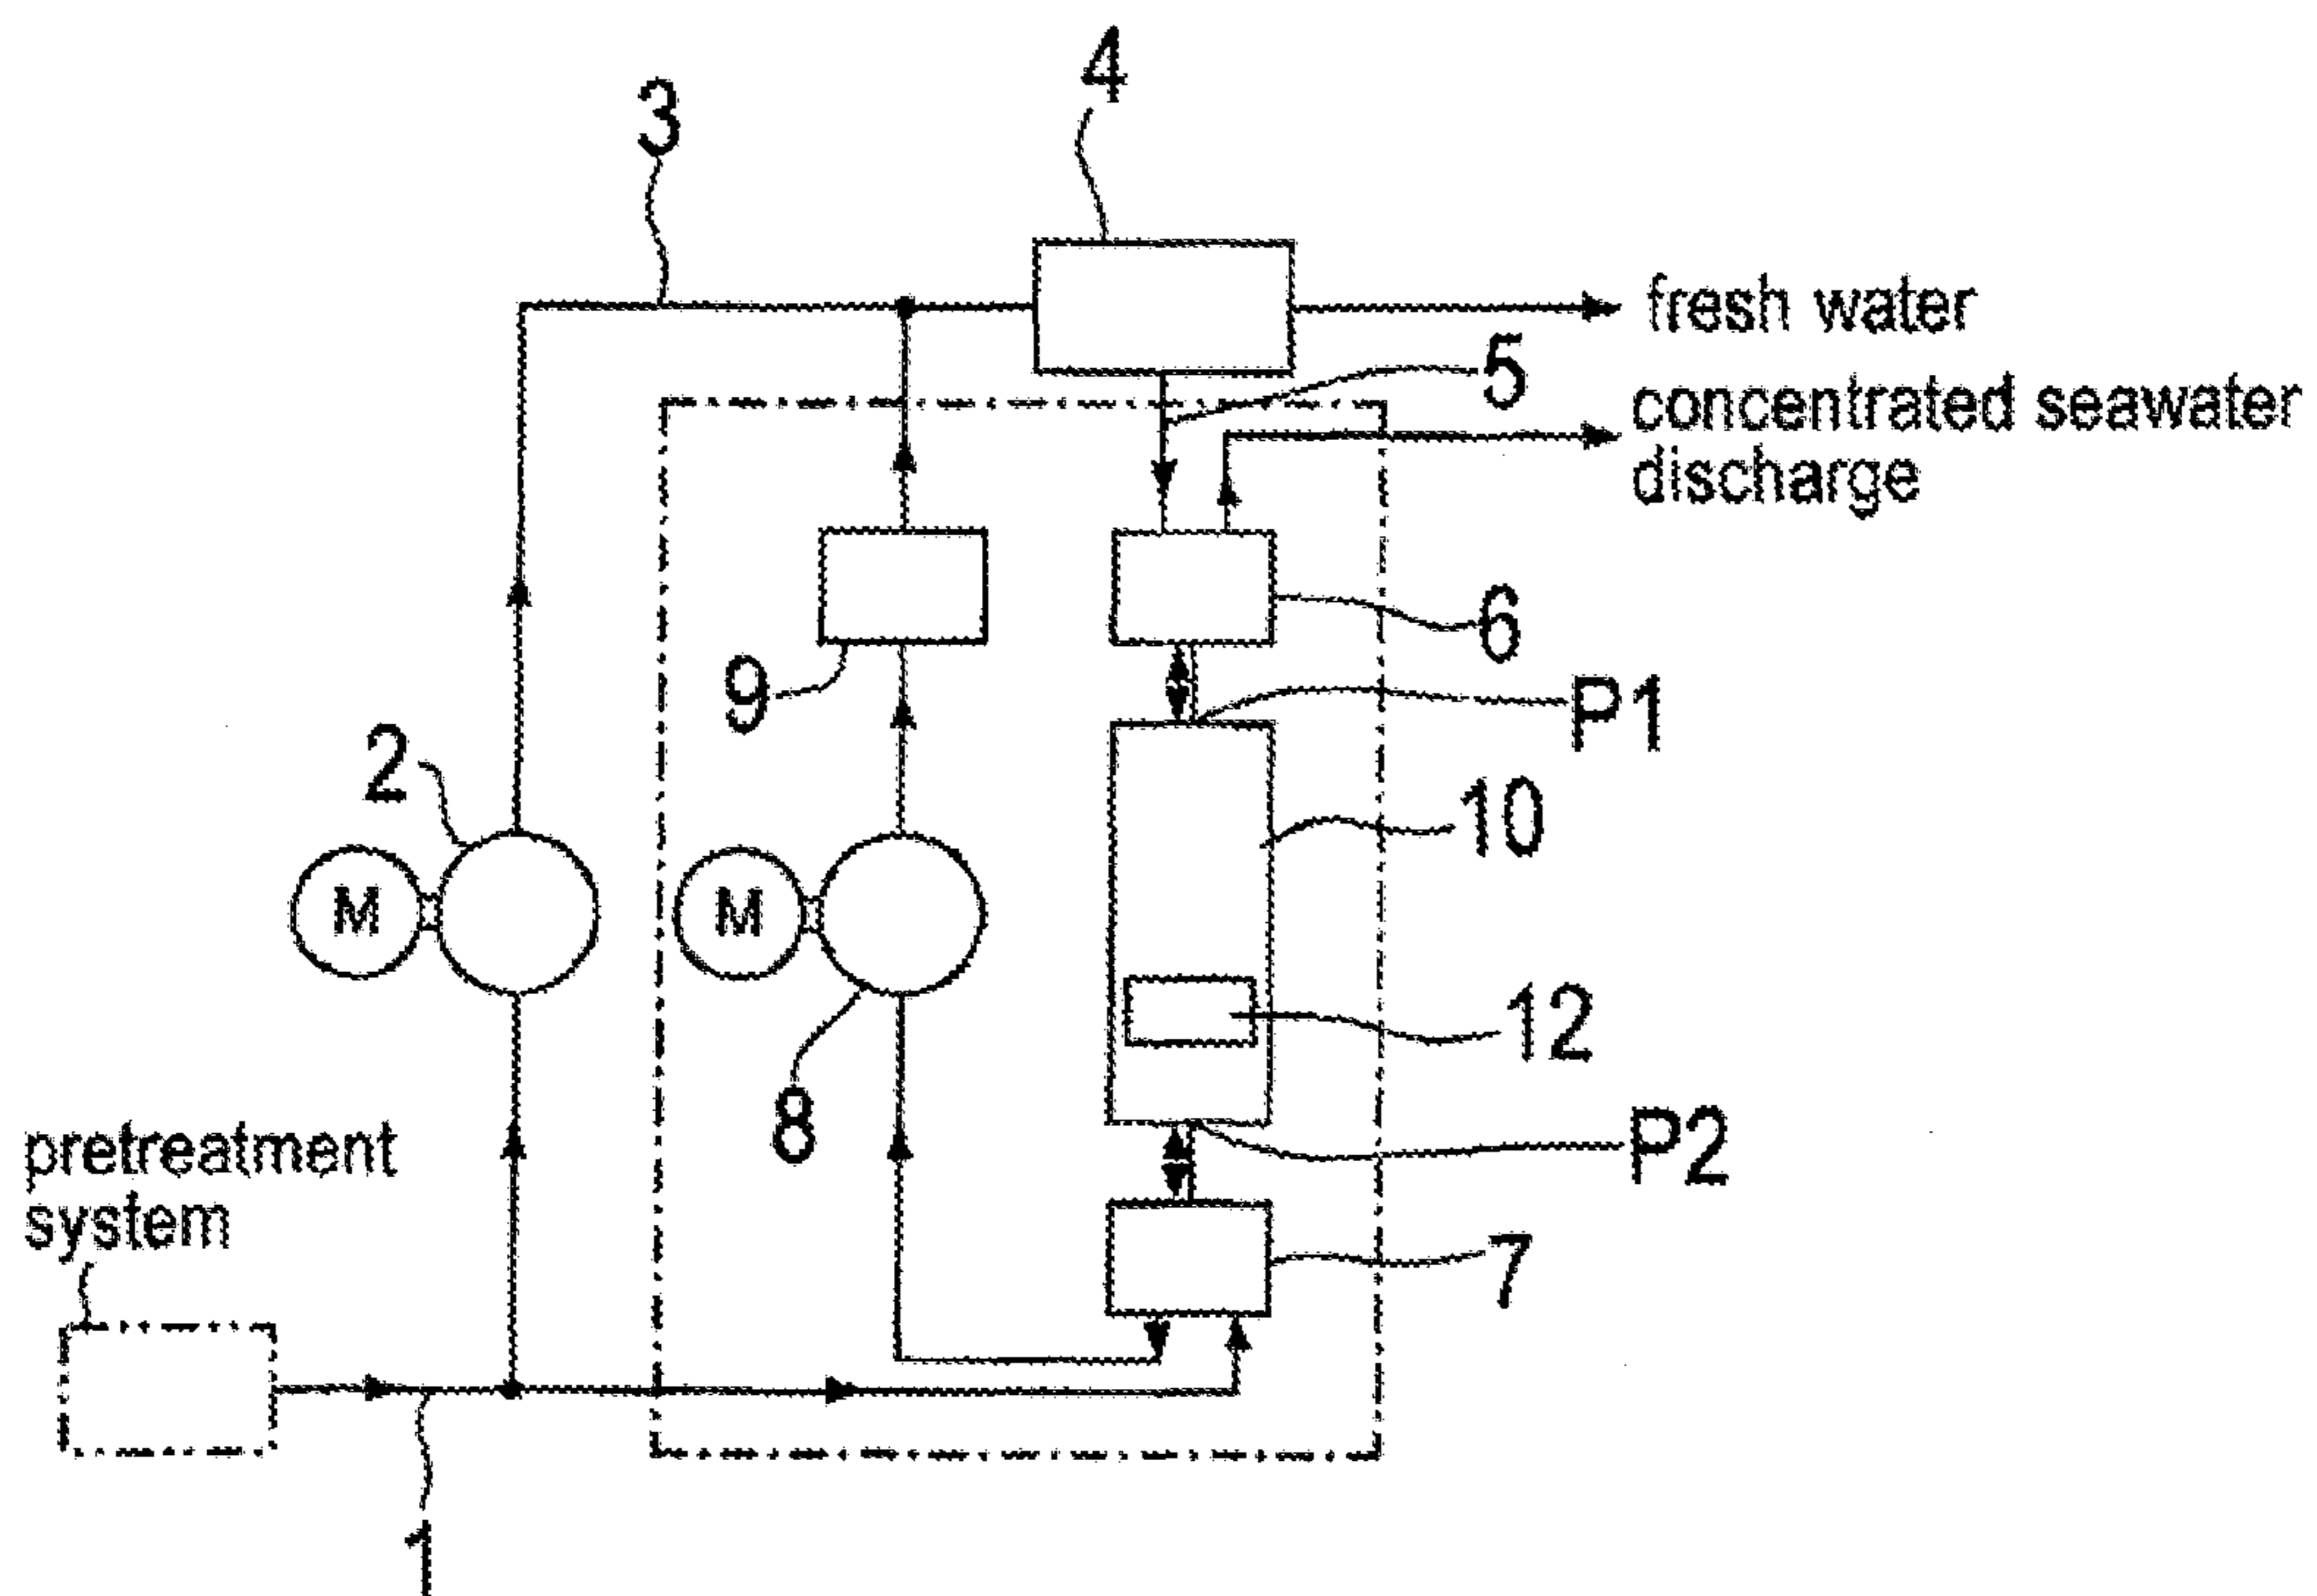 4
3
fresh water
5
concentrated seawater
discharge
6
9
P1
2
10
M
M
12
8
P2
pretreatment
system
7
1